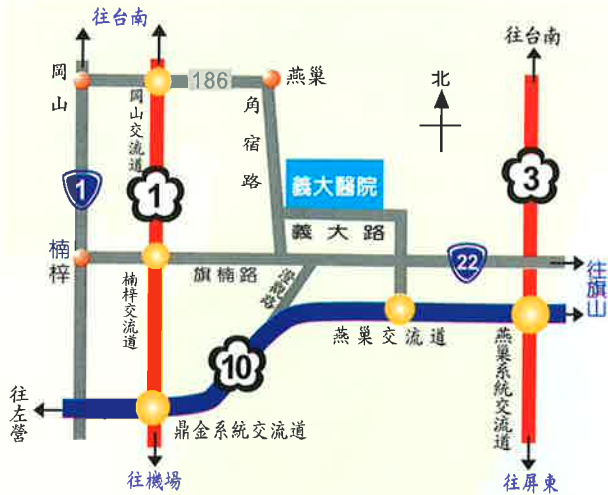 往台南
往台南
岡山
186
燕巢
北
岡山交流道
角宿路
1
1
義大醫院
3
義大路
楠梓
22
旗楠路
澄觀路
往旗山
楠梓交流道
燕巢交流道
燕巢系統交流道
10
往左營
鼎金系統交流道
往機場
往屏東